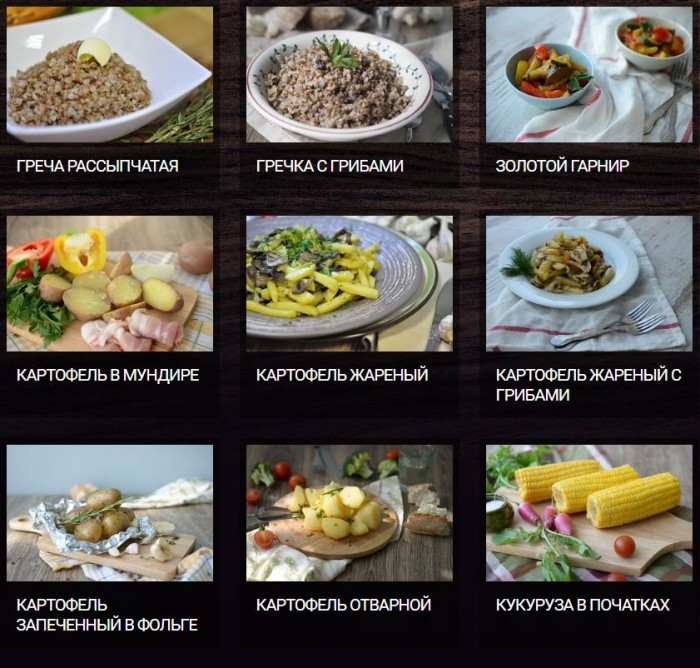 ГРЕЧА РАССЫПЧАТАЯ
ГРЕЧКА С ГРИБАМИ
ЗОЛОТОЙ ГАРНИР
КАРТОФЕЛЬ В МУНДИРЕ
КАРТОФЕЛЬ ЖАРЕНЫЙ
КАРТОФЕЛЬ ЖАРЕНЫЙ С
ГРИБАМИ
КАРТОФЕЛЬ
ЗАПЕЧЕННЫЙ В ФОЛЬГЕ
КАРТОФЕЛЬ ОТВАРНОЙ
КУКУРУЗА В ПОЧАТКАХ